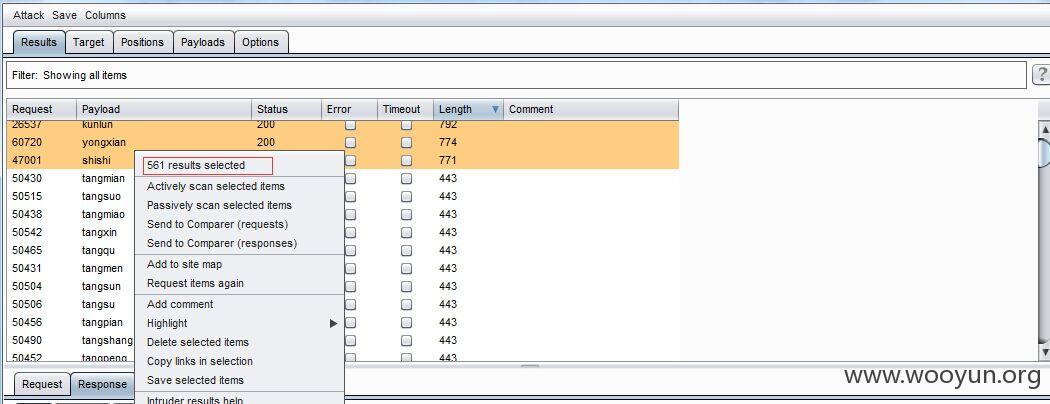 Attack Save Columns
Results Target Positions Payloads Options
Filter: Showing all items
?
Request Payload Status Error Timeout Length Comment
26537 kunlun 200 792
60720 yongxian 200 774
47001 shishi 771
561 results selected
50430 tangmian 443
Actively scan selected items
50515 tangsuo 443
Passively scan selected items
50438 tangmiao 443
Send to Comparer (requests)
50542 tangxin 443
Send to Comparer (responses)
50465 tangqu 443
Add to site map
50431 tangmen 443
Request items again
50504 tangsun 443
Add comment
50506 tangsu 443
Highlight
50456 tangpian 443
Delete selected items
50490 tangshang 443
Copy links in selection
50452 tangpeng 443
Save selected items
Request Response
Intruder results help
www.wooyun.org